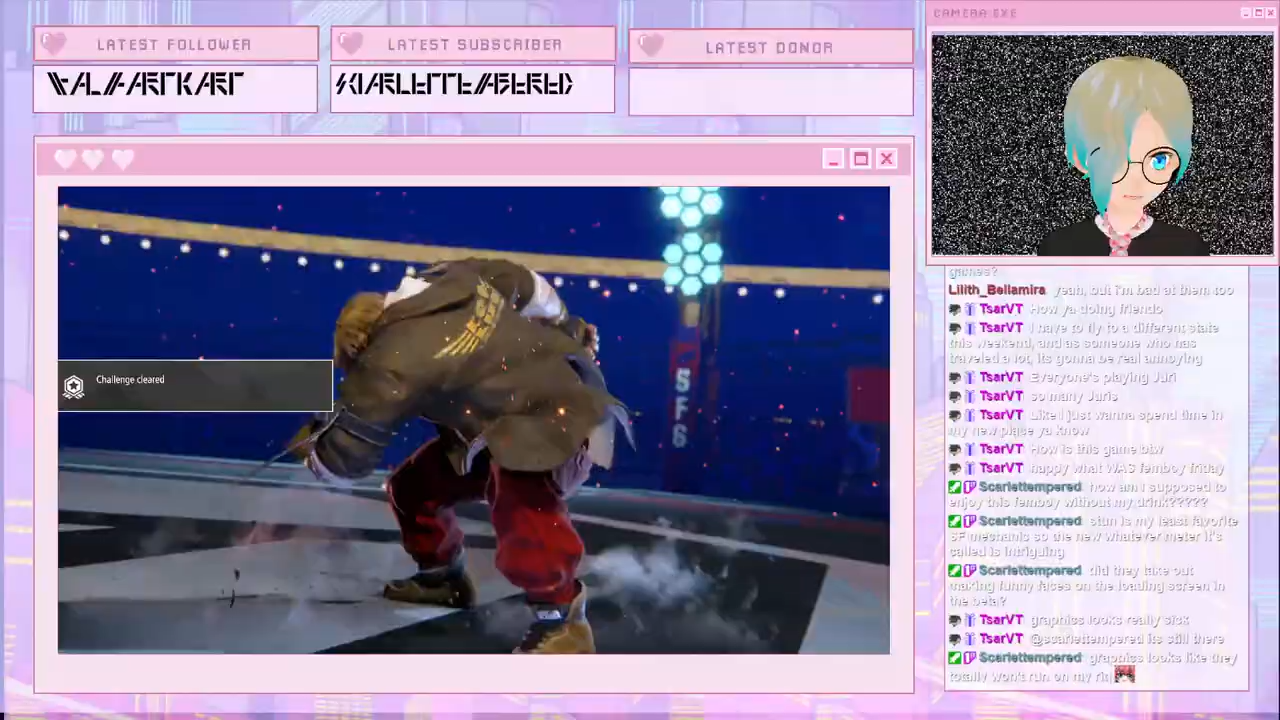 LATEST FOLLOWER
LATEST SUBSCRIBER
LATEST DONOR
CAMERA.EXE
Challenge cleared
SF6
games?
Lilith_Bellamira yeah, but i'm bad at them too
TsarVT How ya doing friendo
TsarVT I have to fly to a different state
this weekend, and as someone who has
traveled a lot, its gonna be real annoying
TsarVT Everyone's playing Juri
TsarVT so many Juris
TsarVT Like I just wanna spend time in
my new place ya know
TsarVT How is this game btw
TsarVT happy what WAS femboy friday
Scarlettempered how am I supposed to
enjoy this femboy without my drink?????
Scarlettempered stun is my least favorite
SF mechanic so the new whatever meter it's
called is intriguing
Scarlettempered did they take out
making funny faces on the loading screen in
the beta?
TsarVT graphics looks really sick
TsarVT @scarlettempered its still there
Scarlettempered graphics looks like they
totally won't run on my rig